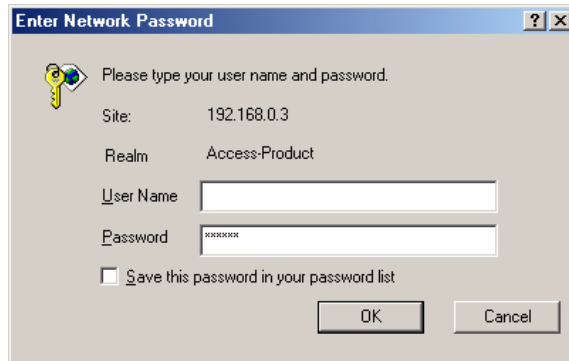 Enter Network Password
Please type your user name and password.
Site: 192.168.0.3
Realm Access-Product
User Name
Password ******
Save this password in your password list
OK Cancel